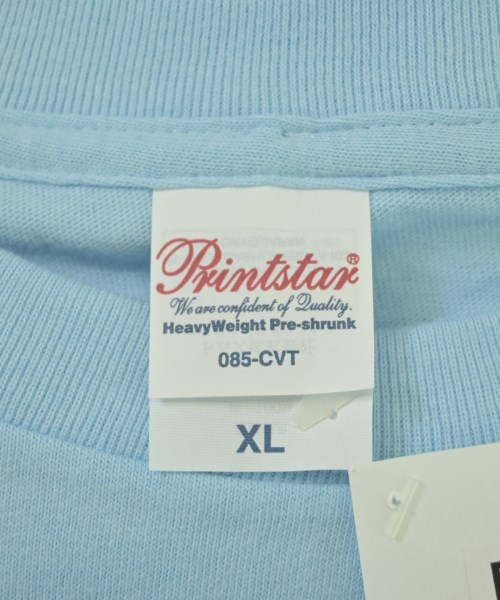 Printstar®
We are confident of Quality.
HeavyWeight Pre-shrunk
085-CVT
XL